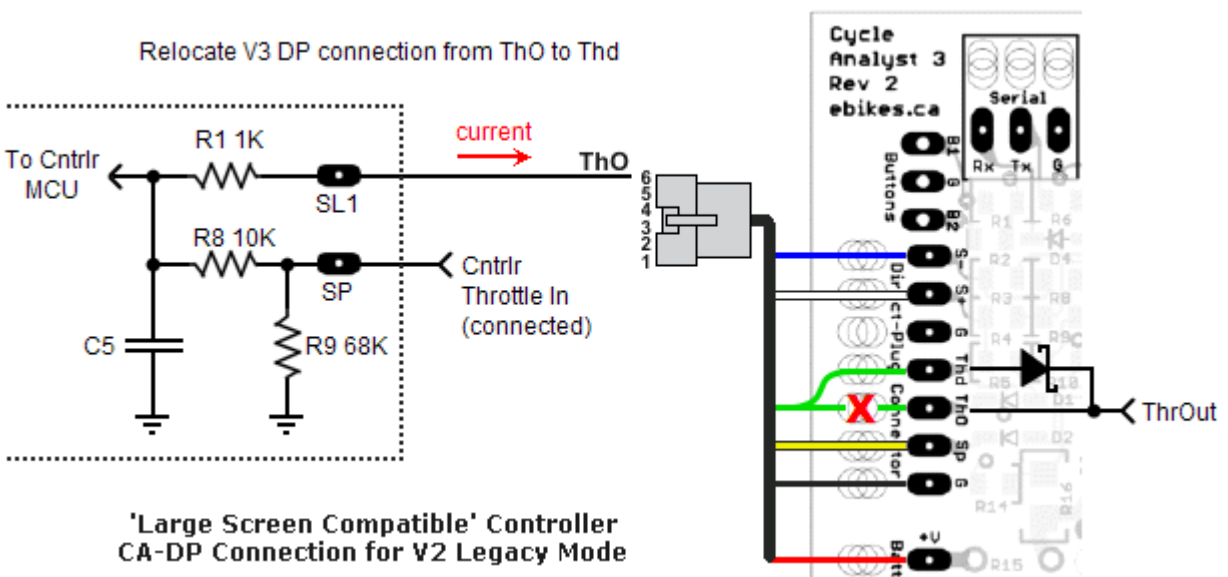 Relocate V3 DP connection from ThO to Thd
To Cntrlr
MCU
R1 1K
SL1
current
ThO
R8 10K
SP
Cntrlr
Throttle In
(connected)
C5
R9 68K
6
5
4
3
2
1
'Large Screen Compatible' Controller
CA-DP Connection for V2 Legacy Mode
Cycle
Analyst 3
Rev 2
ebikes.ca
Serial
Rx Tx G
B1
G
B2
Buttons
S-
S+
G
Thd
ThO
Sp
G
Dir ct-Plug Connector
X
ThrOut
R1
R6
R2
D4
R3
R8
R4
R9
R5
R10
D1
D2
R14
R16
+V
Batt
R15